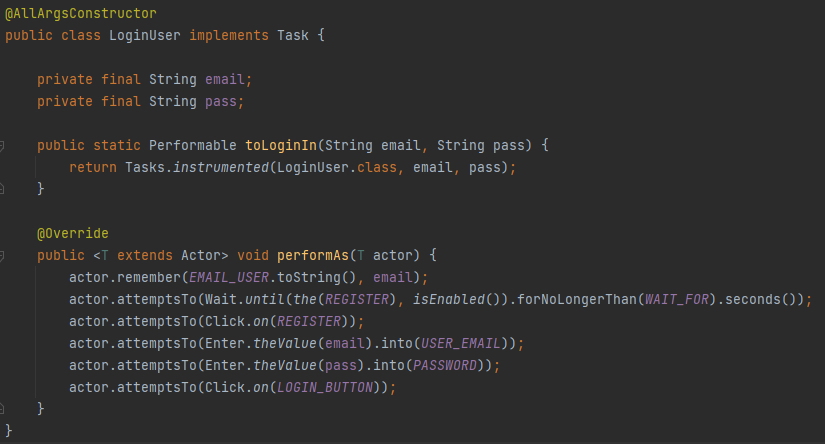 @AllArgsConstructor
public class LoginUser implements Task {
private final String email;
private final String pass;
public static Performable toLoginIn(String email, String pass) {
return Tasks.instrumented(LoginUser.class, email, pass);
}
@Override
public <T extends Actor> void performAs(T actor) {
actor.remember(EMAIL_USER.toString(), email);
actor.attemptsTo(Wait.until(the(REGISTER), isEnabled()).forNoLongerThan(WAIT_FOR).seconds());
actor.attemptsTo(Click.on(REGISTER));
actor.attemptsTo(Enter.theValue(email).into(USER_EMAIL));
actor.attemptsTo(Enter.theValue(pass).into(PASSWORD));
actor.attemptsTo(Click.on(LOGIN_BUTTON));
}
}